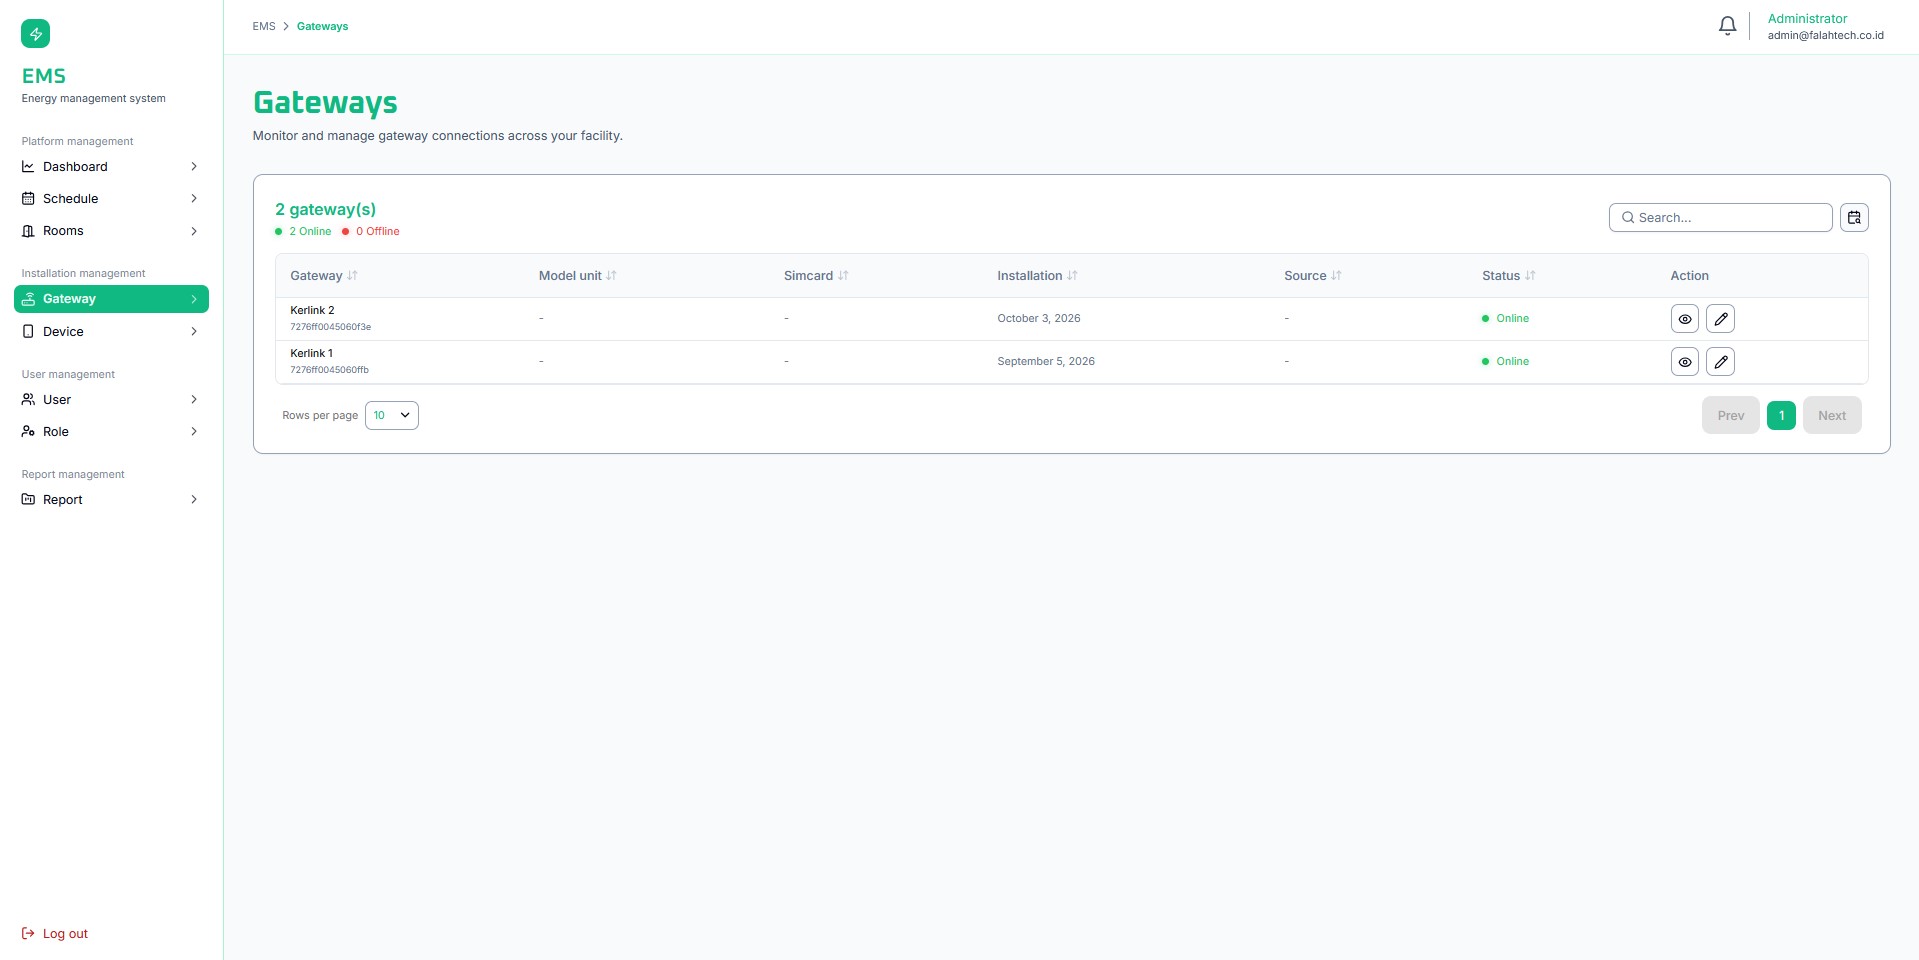 EMS
Energy management system
Platform management
Dashboard
Schedule
Rooms
Installation management
Gateway
Device
User management
User
Role
Report management
Report
Log out
EMS > Gateways
Administrator
admin@falahtech.co.id
Gateways
Monitor and manage gateway connections across your facility.
2 gateway(s)
2 Online 0 Offline
Search...
Gateway Model unit Simcard Installation Source Status Action
Kerlink 2
7276ff0045060f3e
- - October 3, 2026 - Online
Kerlink 1
7276ff0045060ffb
- - September 5, 2026 - Online
Rows per page 10
Prev 1 Next